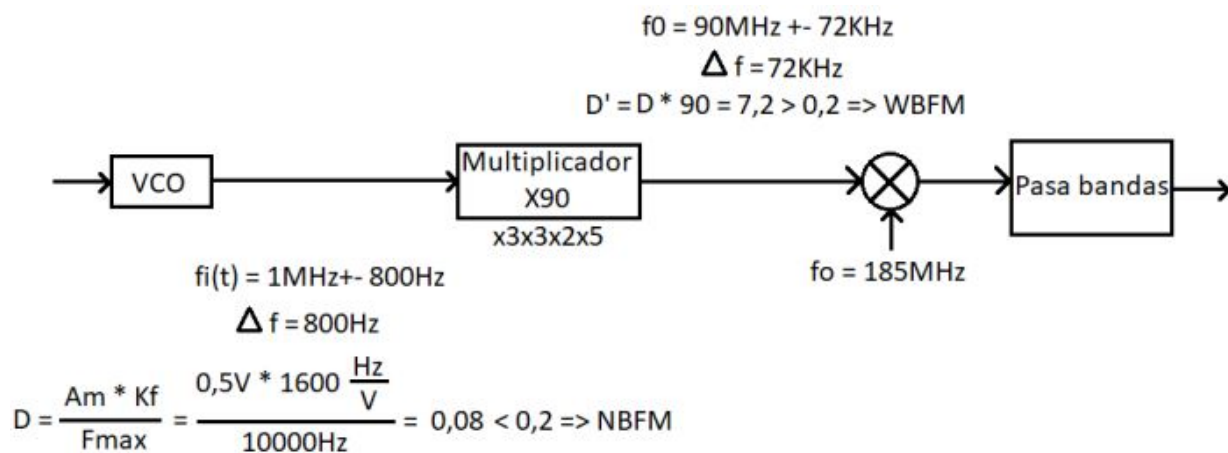 f0 = 90MHz +- 72KHz
Δ f = 72KHz
D' = D * 90 = 7,2 > 0,2 => WBFM
VCO
Multiplicador
X90
x3x3x2x5
Pasa bandas
fo = 185MHz
fi(t) = 1MHz+- 800Hz
Δ f = 800Hz
D = Am * Kf / Fmax = 0,5V * 1600 Hz/V / 10000Hz = 0,08 < 0,2 => NBFM